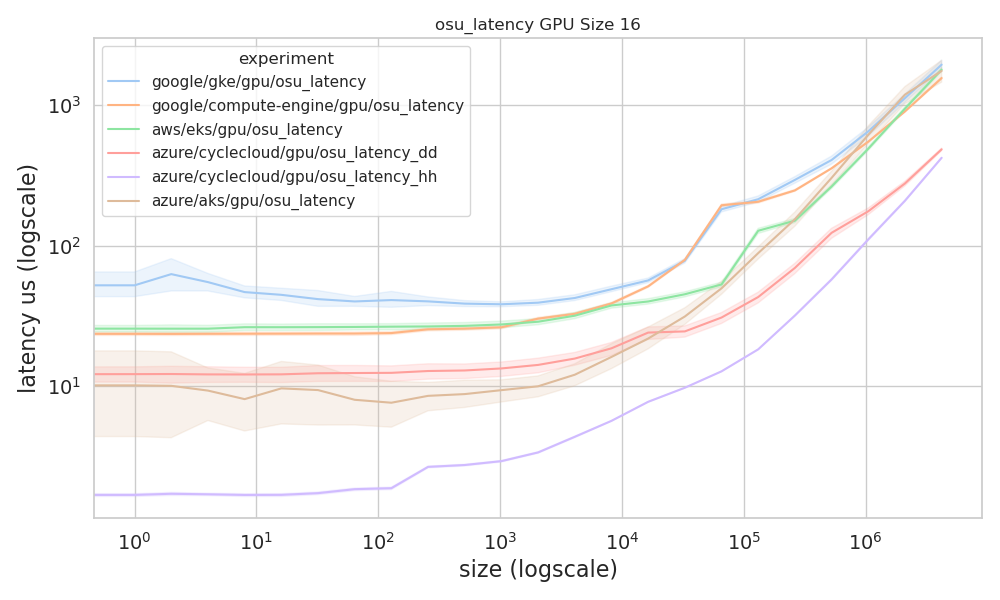 osu_latency GPU Size 16
experiment
google/gke/gpu/osu_latency
google/compute-engine/gpu/osu_latency
aws/eks/gpu/osu_latency
azure/cyclecloud/gpu/osu_latency_dd
azure/cyclecloud/gpu/osu_latency_hh
azure/aks/gpu/osu_latency
latency us (logscale)
10³
10²
10¹
10⁰ 10¹ 10² 10³ 10⁴ 10⁵ 10⁶
size (logscale)